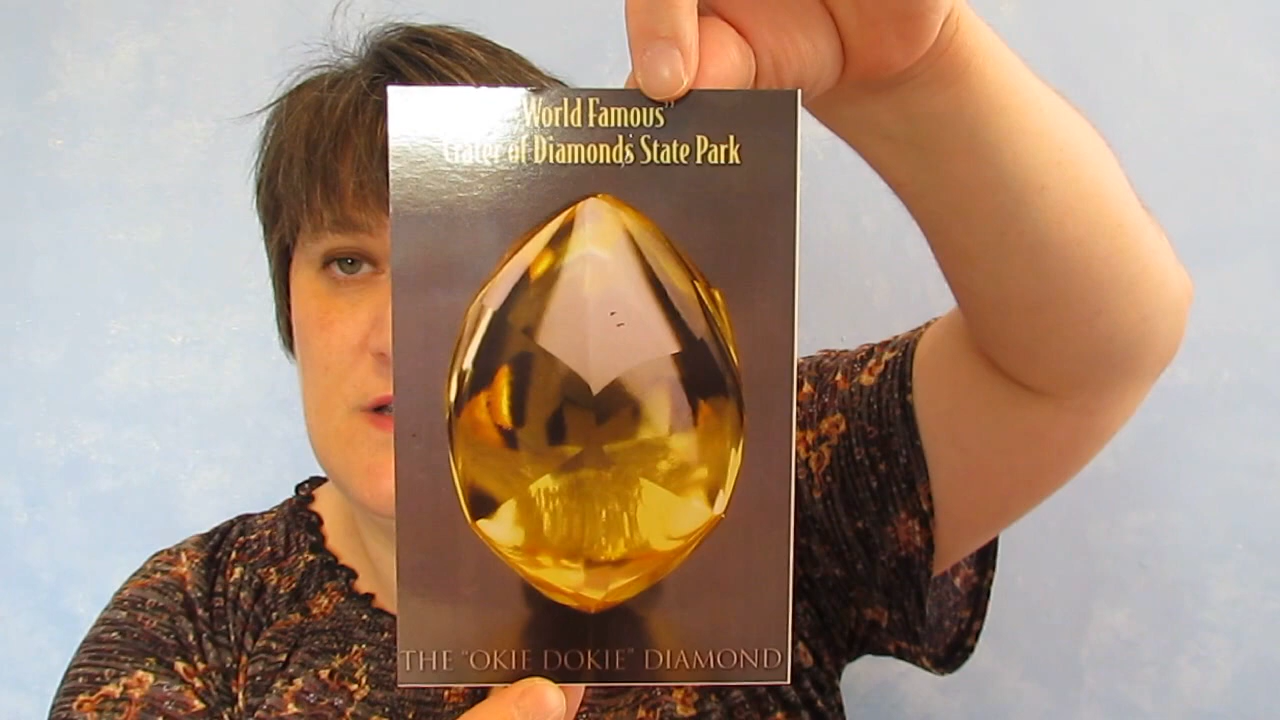 World Famous"
Crater of Diamonds State Park
THE "OKIE DOKIE" DIAMOND